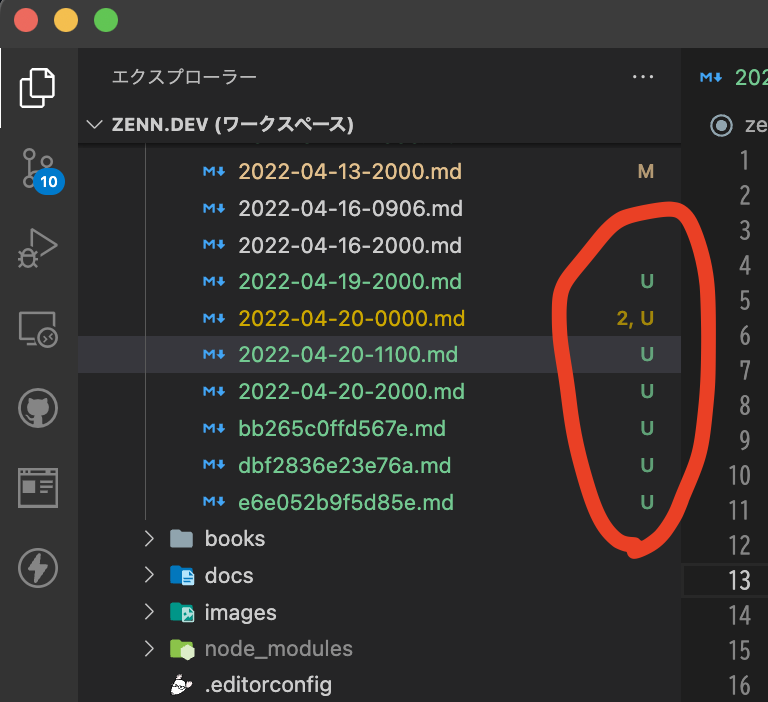 エクスプローラー ···
ZENN.DEV (ワークスペース)
10
M↓ 2022-04-13-2000.md M
M↓ 2022-04-16-0906.md
M↓ 2022-04-16-2000.md
M↓ 2022-04-19-2000.md U
M↓ 2022-04-20-0000.md 2, U
M↓ 2022-04-20-1100.md U
M↓ 2022-04-20-2000.md U
M↓ bb265c0ffd567e.md U
M↓ dbf2836e23e76a.md U
M↓ e6e052b9f5d85e.md U
books
docs
images
node_modules
.editorconfig
M↓ 202
ze
1
2
3
4
5
6
7
8
9
10
11
12
13
14
15
16